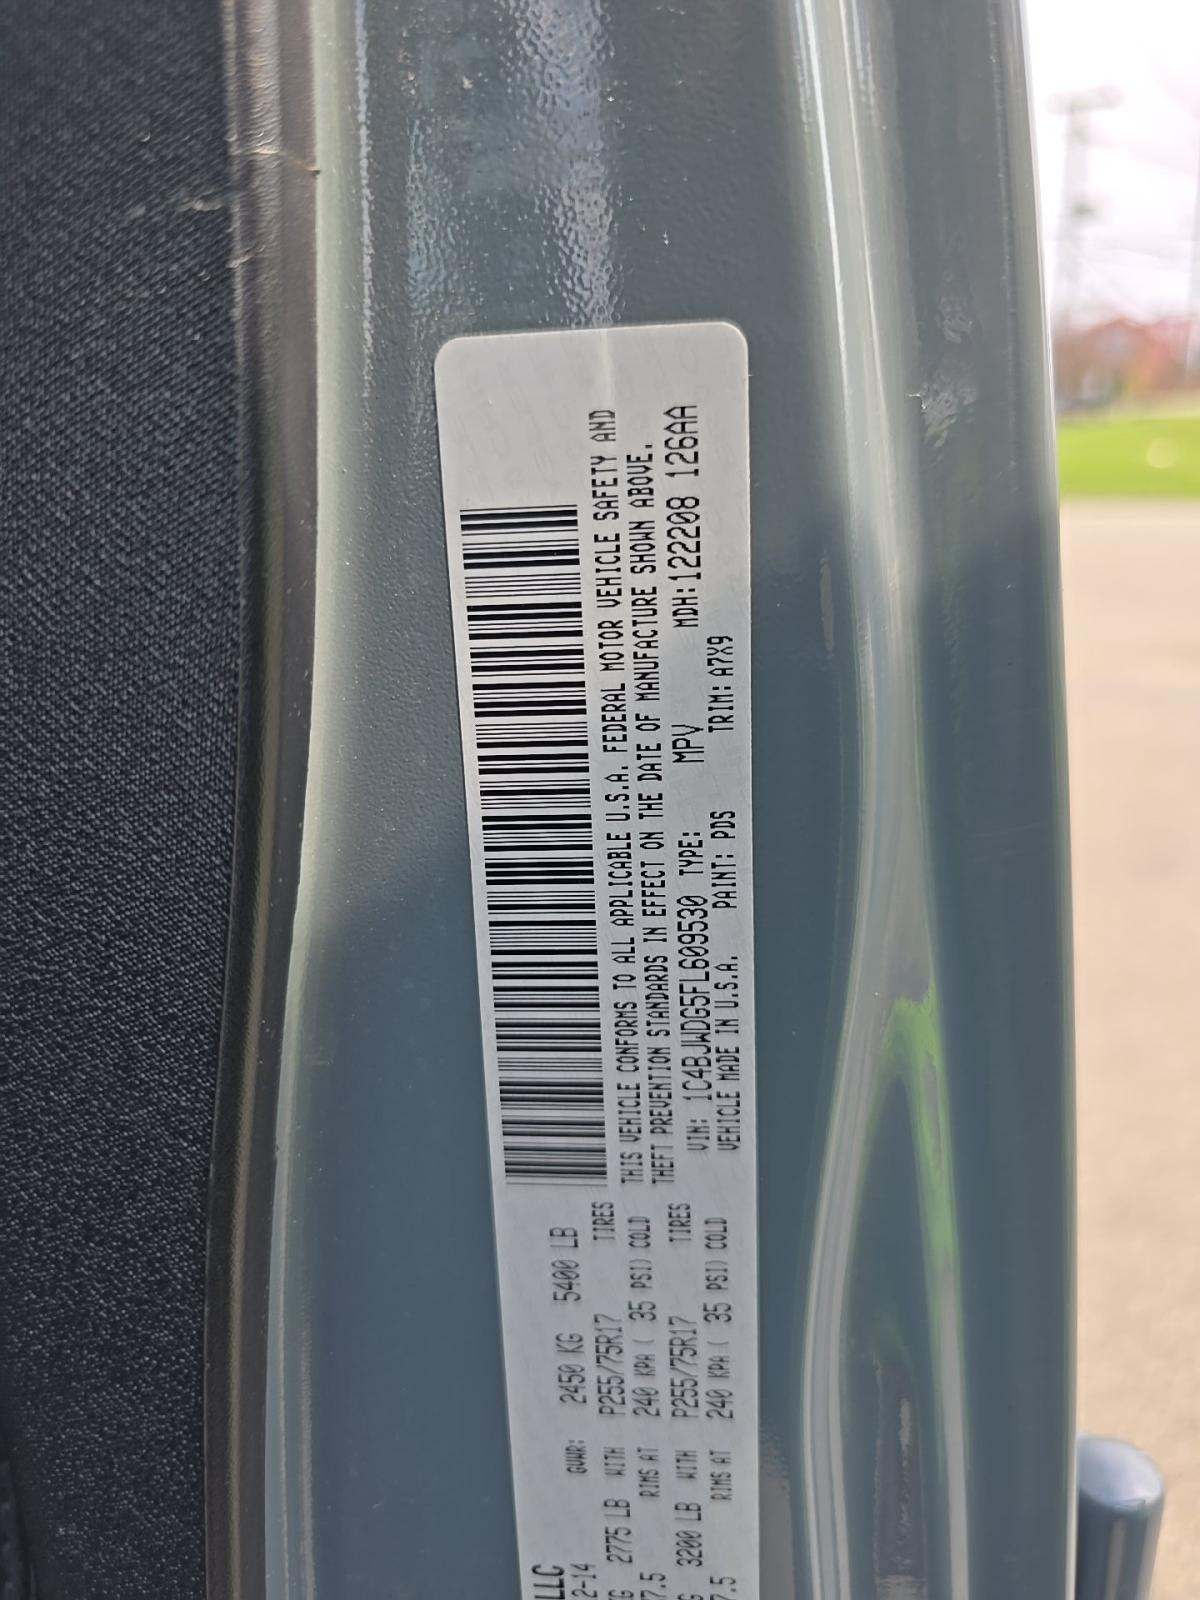 LLC
2-14 GVWR: 2450 KG 5400 LB
KG 2775 LB WITH P255/75R17 TIRES
7.5 RIMS AT 240 KPA ( 35 PSI) COLD
KG 3200 LB WITH P255/75R17 TIRES
7.5 RIMS AT 240 KPA ( 35 PSI) COLD
THIS VEHICLE CONFORMS TO ALL APPLICABLE U.S.A. FEDERAL MOTOR VEHICLE SAFETY AND
THEFT PREVENTION STANDARDS IN EFFECT ON THE DATE OF MANUFACTURE SHOWN ABOVE.
VIN: 1C4BJWDG5FL609530 TYPE: MPV MDH:122208 126AA
VEHICLE MADE IN U.S.A. PAINT: PDS TRIM: A7X9